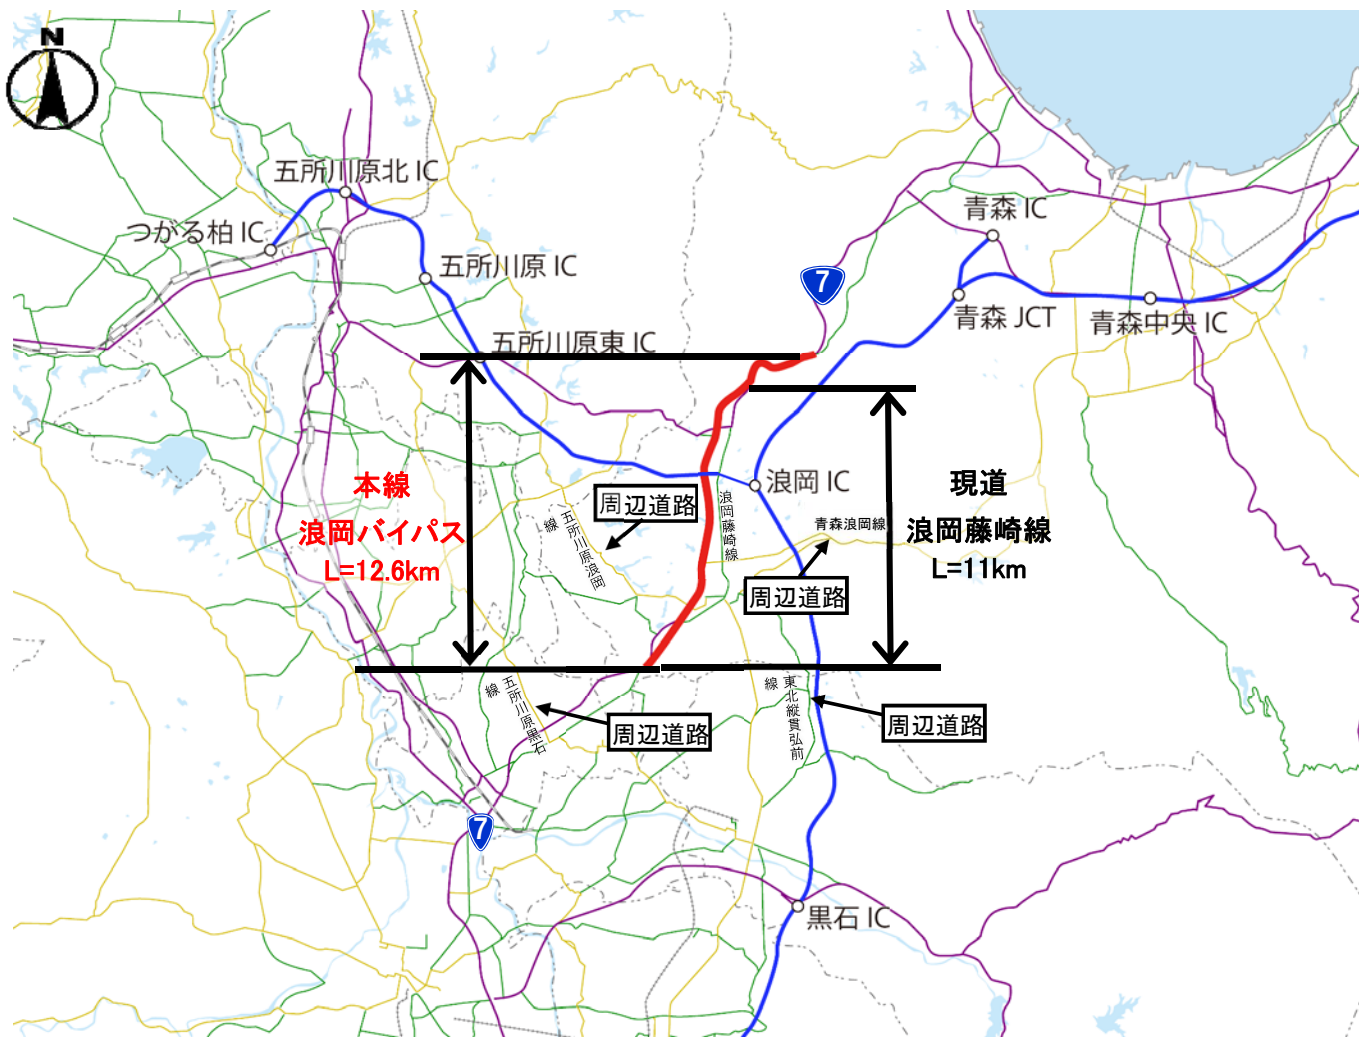 N
五所川原北 IC
つがる柏 IC
五所川原 IC
五所川原東 IC
7
青森 IC
青森 JCT
青森中央 IC
浪岡 IC
本線
浪岡バイパス
L=12.6km
周辺道路
五所川原浪岡線
浪岡藤崎線
青森浪岡線
周辺道路
現道
浪岡藤崎線
L=11km
五所川原黒石線
周辺道路
東北縦貫弘前線
周辺道路
7
黒石 IC